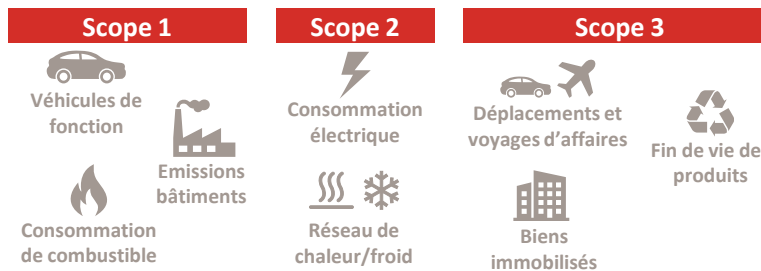 Scope 1
Véhicules de
fonction
Emissions
bâtiments
Consommation
de combustible
Scope 2
Consommation
électrique
Réseau de
chaleur/froid
Scope 3
Déplacements et
voyages d'affaires
Fin de vie de
produits
Biens
immobilisés